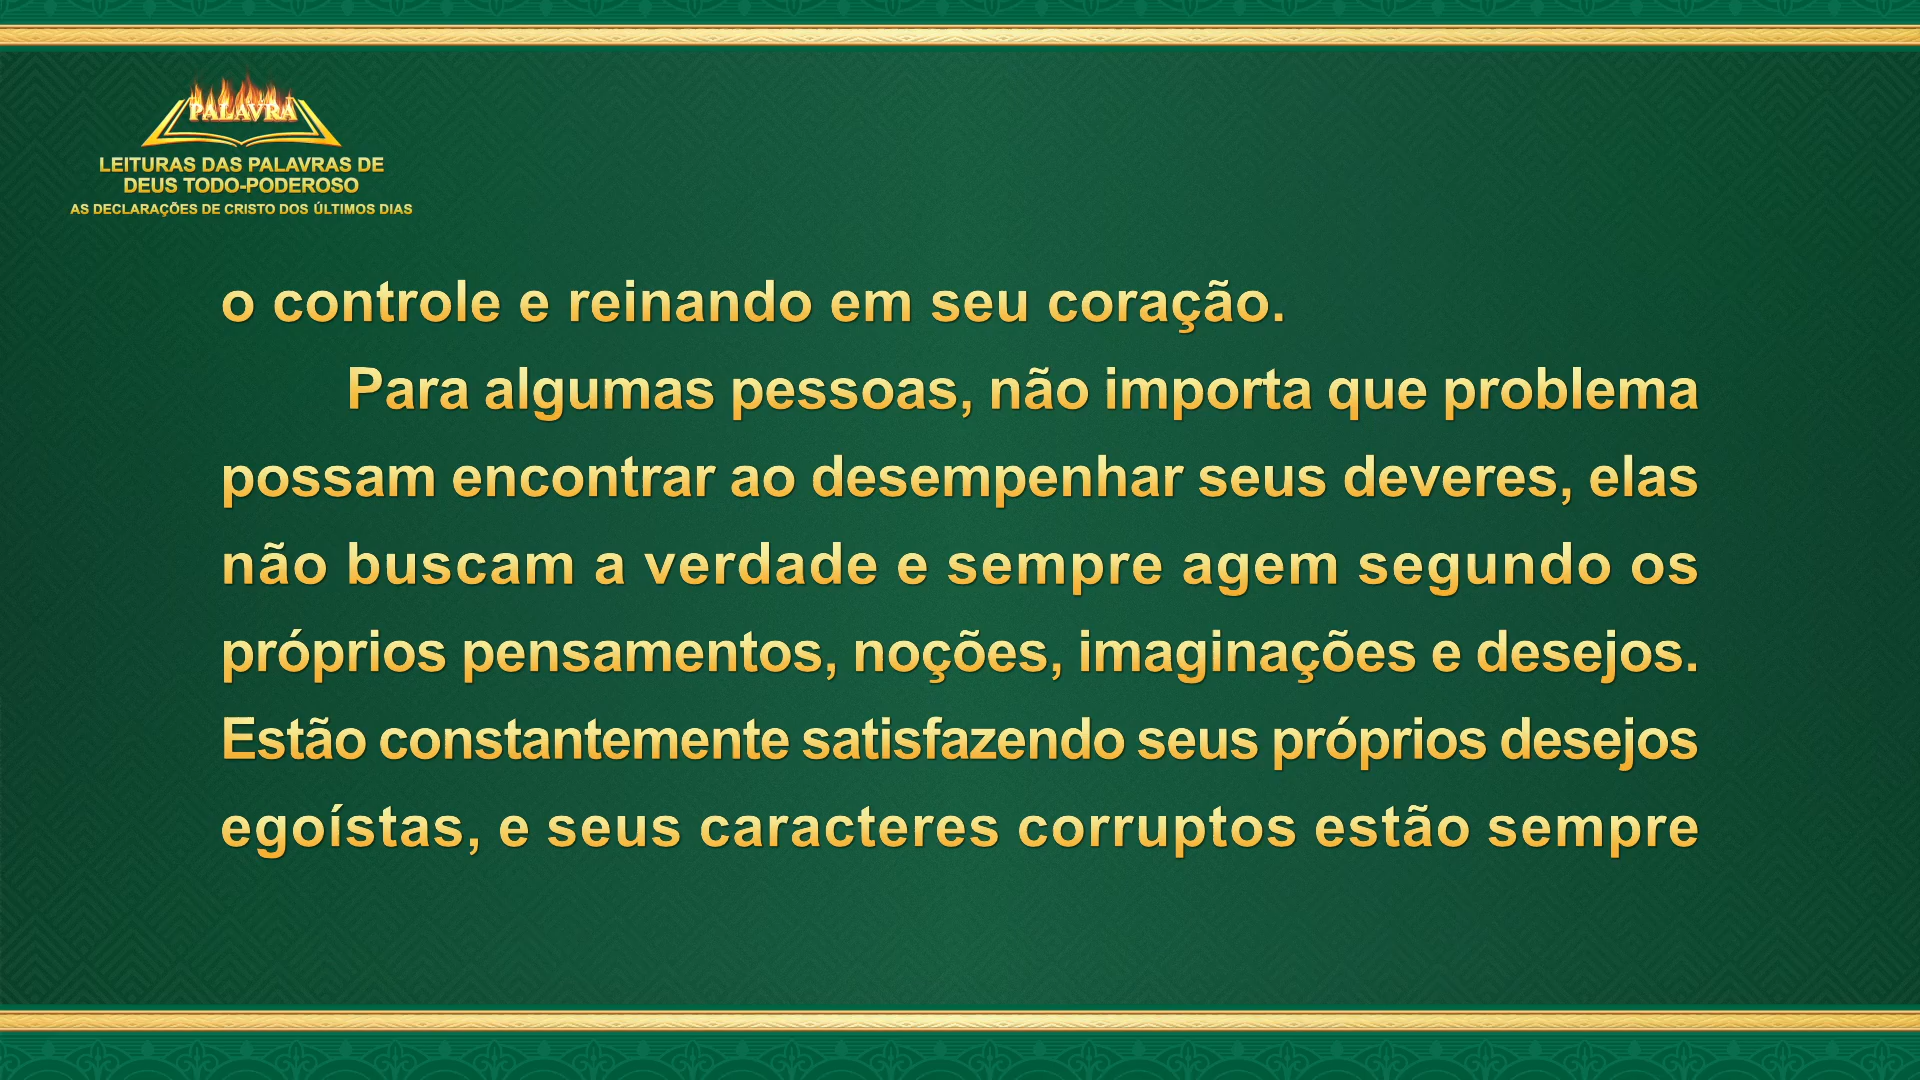 PALAVRA
LEITURAS DAS PALAVRAS DE
DEUS TODO-PODEROSO
AS DECLARAÇÕES DE CRISTO DOS ÚLTIMOS DIAS
o controle e reinando em seu coração.
Para algumas pessoas, não importa que problema
possam encontrar ao desempenhar seus deveres, elas
não buscam a verdade e sempre agem segundo os
próprios pensamentos, noções, imaginações e desejos.
Estão constantemente satisfazendo seus próprios desejos
egoístas, e seus caracteres corruptos estão sempre